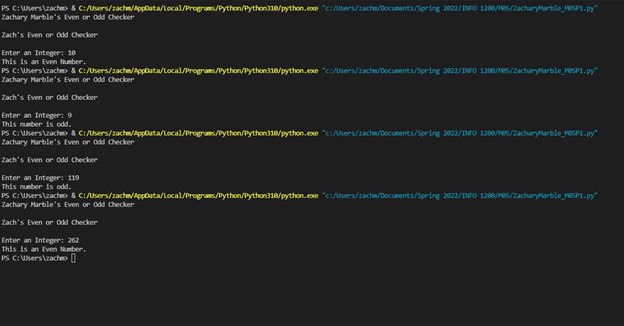 PS C:\Users\zachm> & C:/Users/zachm/AppData/Local/Programs/Python/Python310/python.exe "c:/Users/zachm/Documents/Spring 2022/INFO 1200/M05/ZacharyMarble_M05P1.py"
Zachary Marble's Even or Odd Checker
Zach's Even or Odd Checker
Enter an Integer: 10
This is an Even Number.
PS C:\Users\zachm> & C:/Users/zachm/AppData/Local/Programs/Python/Python310/python.exe "c:/Users/zachm/Documents/Spring 2022/INFO 1200/M05/ZacharyMarble_M05P1.py"
Zachary Marble's Even or Odd Checker
Zach's Even or Odd Checker
Enter an Integer: 9
This number is odd.
PS C:\Users\zachm> & C:/Users/zachm/AppData/Local/Programs/Python/Python310/python.exe "c:/Users/zachm/Documents/Spring 2022/INFO 1200/M05/ZacharyMarble_M05P1.py"
Zachary Marble's Even or Odd Checker
Zach's Even or Odd Checker
Enter an Integer: 119
This number is odd.
PS C:\Users\zachm> & C:/Users/zachm/AppData/Local/Programs/Python/Python310/python.exe "c:/Users/zachm/Documents/Spring 2022/INFO 1200/M05/ZacharyMarble_M05P1.py"
Zachary Marble's Even or Odd Checker
Zach's Even or Odd Checker
Enter an Integer: 262
This is an Even Number.
PS C:\Users\zachm>